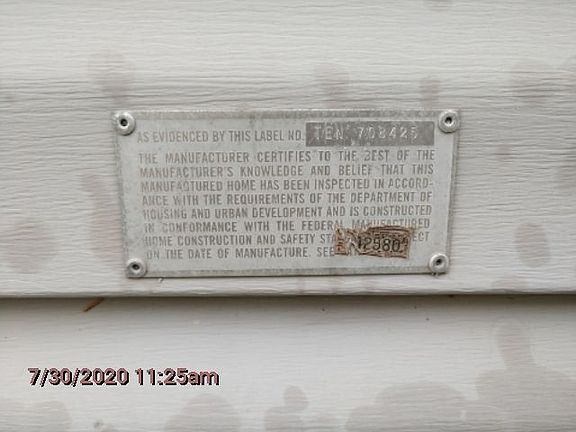 AS EVIDENCED BY THIS LABEL NO. TEN 708425
THE MANUFACTURER CERTIFIES TO THE BEST OF THE
MANUFACTURER'S KNOWLEDGE AND BELIEF THAT THIS
MANUFACTURED HOME HAS BEEN INSPECTED IN ACCORD-
ANCE WITH THE REQUIREMENTS OF THE DEPARTMENT OF
HOUSING AND URBAN DEVELOPMENT AND IS CONSTRUCTED
IN CONFORMANCE WITH THE FEDERAL MANUFACTURED
HOME CONSTRUCTION AND SAFETY
ON THE DATE OF MANUFACTURE. SEE
12980
7/30/2020 11:25am